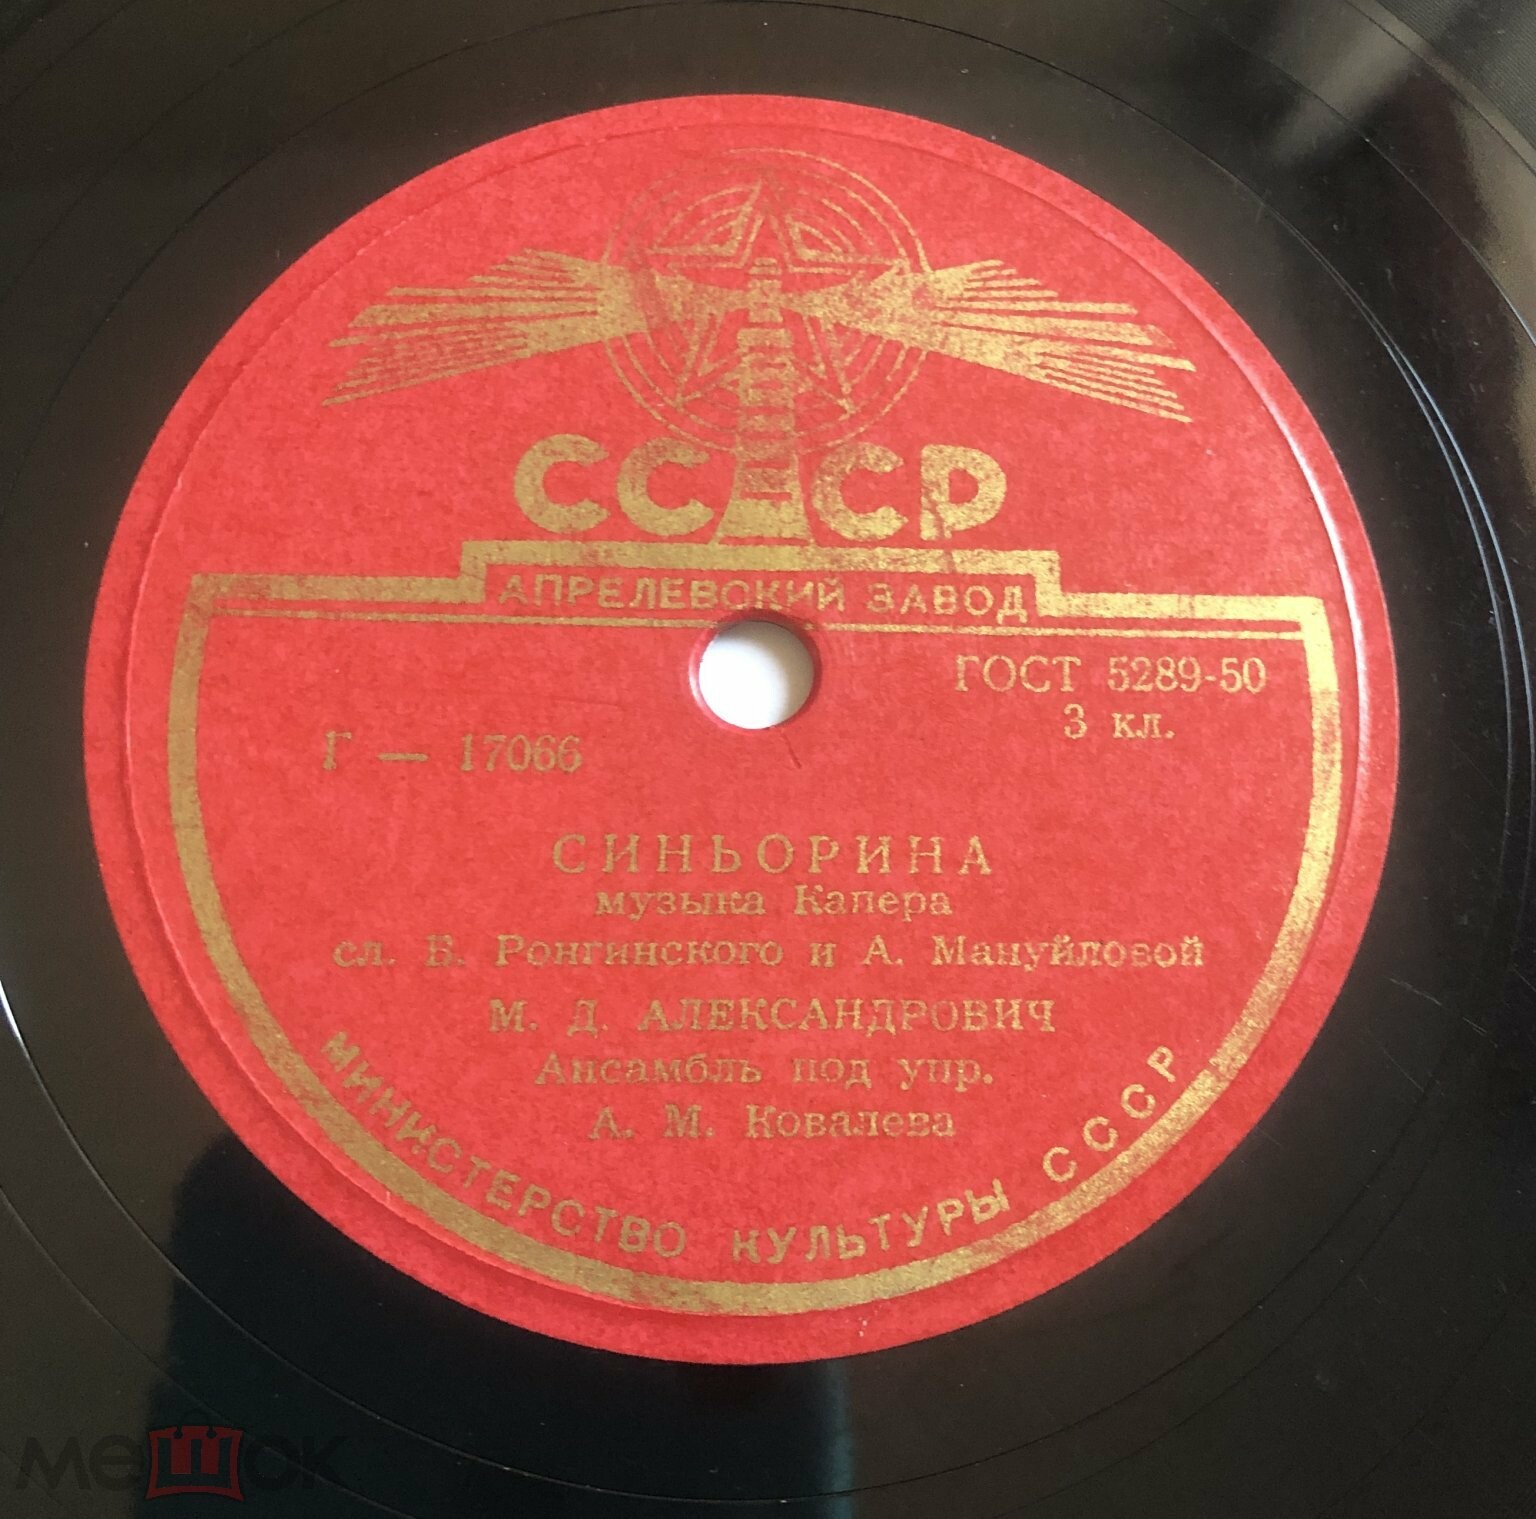 СССР
АПРЕЛЕВСКИЙ ЗАВОД
ГОСТ 5289-50
3 кл.
Г — 17066
СИНЬОРИНА
музыка Капера
сл. Б. Ронгинского и А. Мануйловой
М. Д. АЛЕКСАНДРОВИЧ
Ансамбль под упр.
А. М. Ковалева
МИНИСТЕРСТВО КУЛЬТУРЫ СССР
мешок